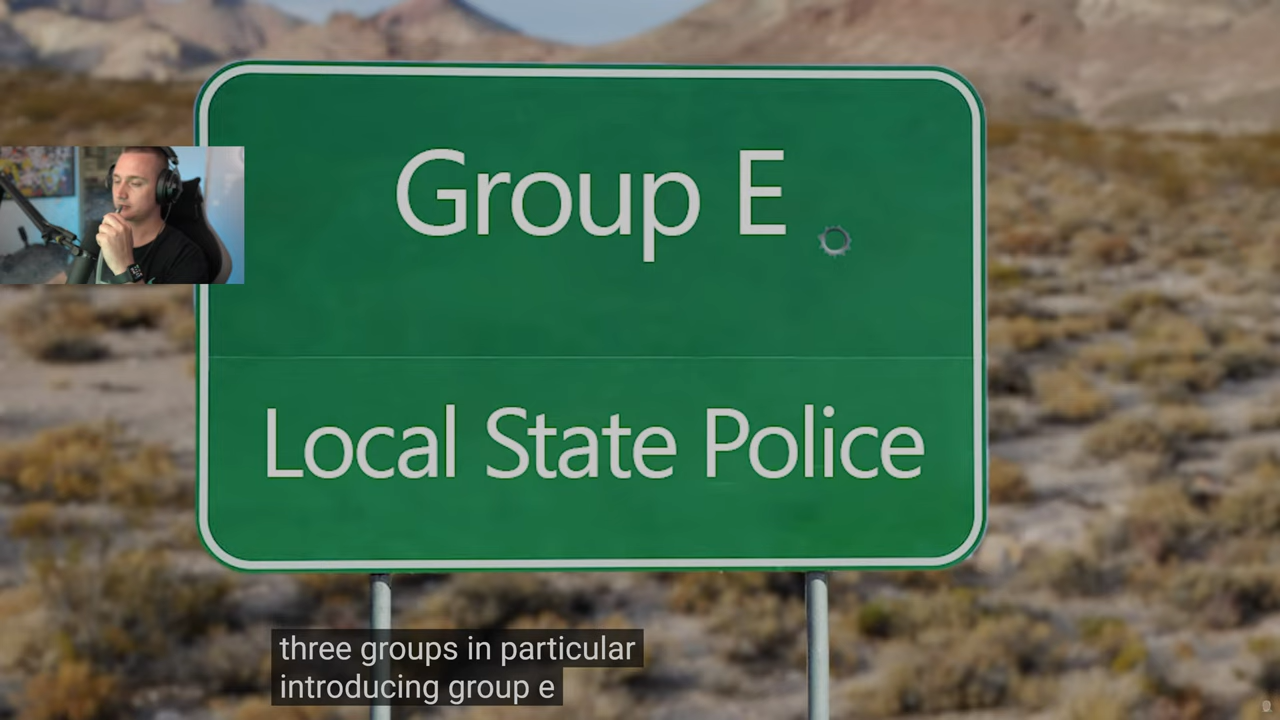 Group E
Local State Police
three groups in particular
introducing group e